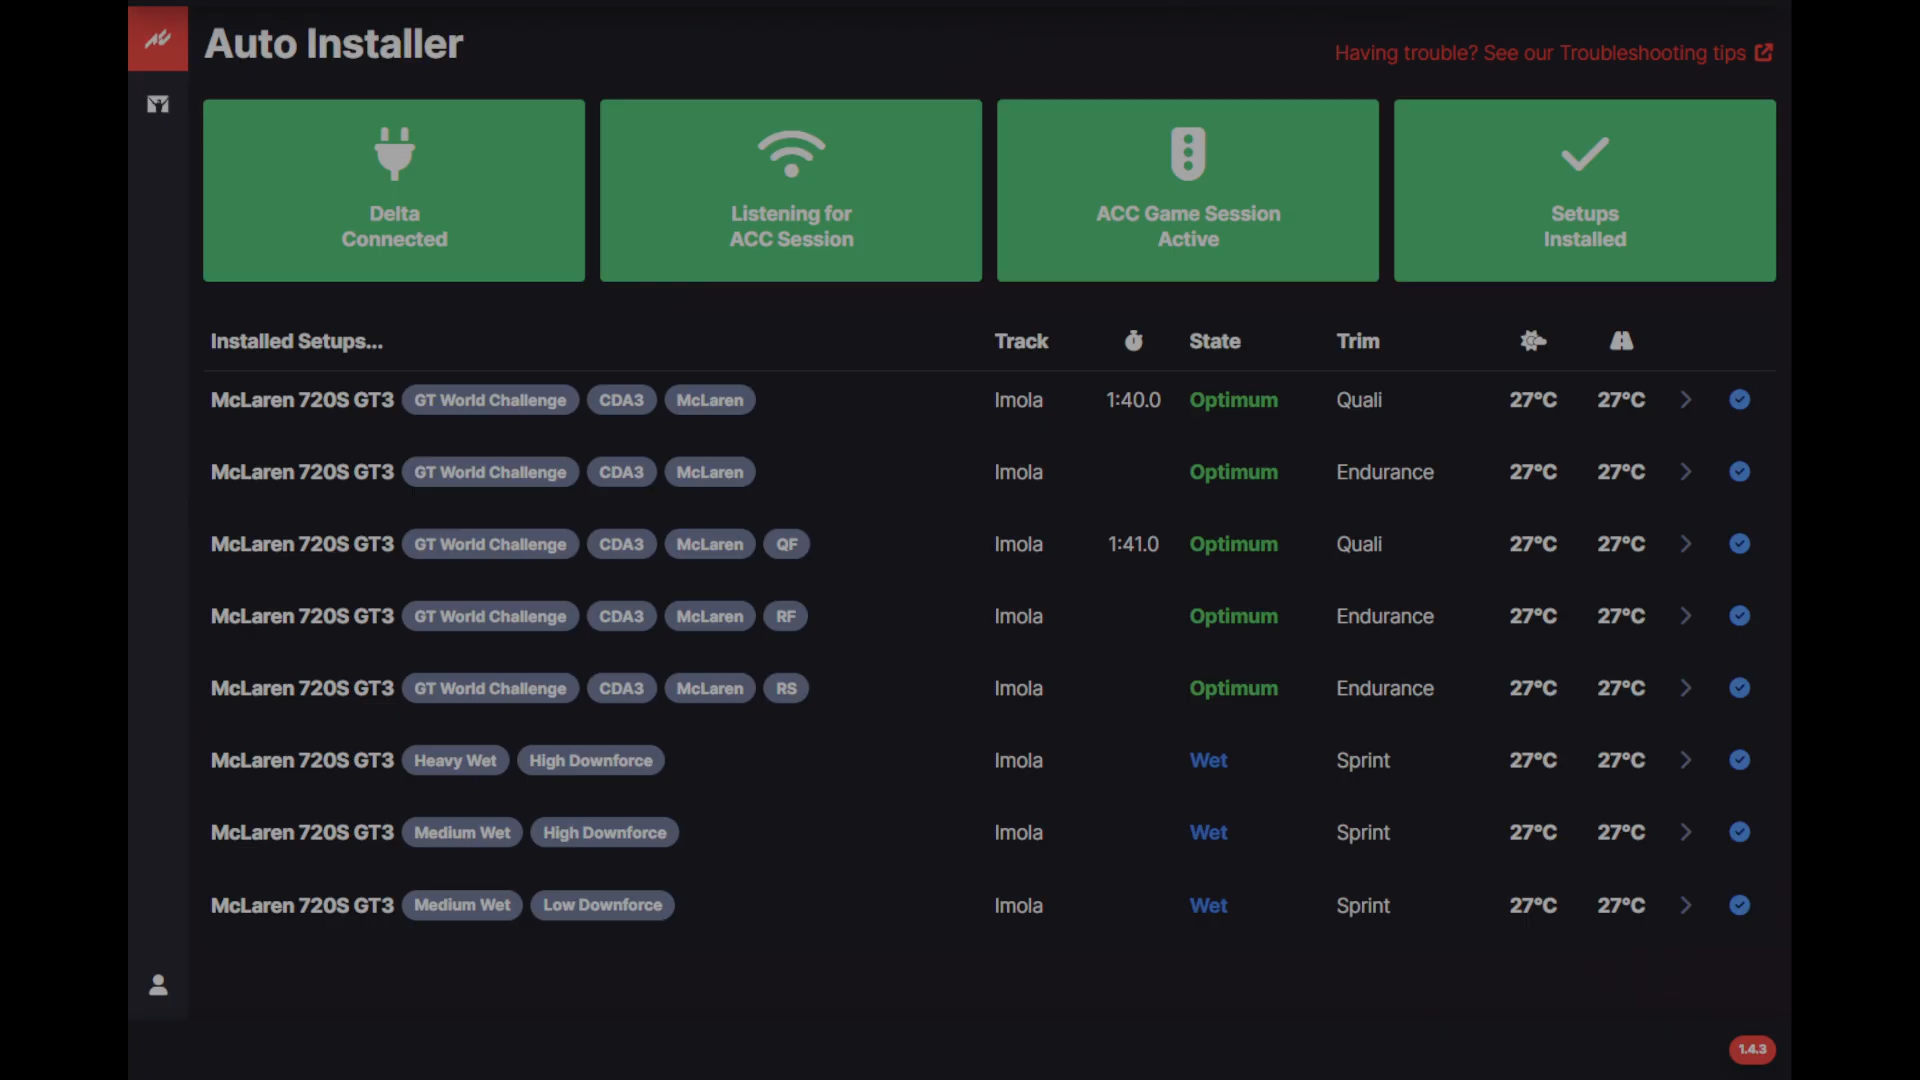 Auto Installer
Having trouble? See our Troubleshooting tips
Delta
Connected
Listening for
ACC Session
ACC Game Session
Active
Setups
Installed
Installed Setups... Track State Trim
McLaren 720S GT3 GT World Challenge CDA3 McLaren Imola 1:40.0 Optimum Quali 27°C 27°C
McLaren 720S GT3 GT World Challenge CDA3 McLaren Imola Optimum Endurance 27°C 27°C
McLaren 720S GT3 GT World Challenge CDA3 McLaren QF Imola 1:41.0 Optimum Quali 27°C 27°C
McLaren 720S GT3 GT World Challenge CDA3 McLaren RF Imola Optimum Endurance 27°C 27°C
McLaren 720S GT3 GT World Challenge CDA3 McLaren RS Imola Optimum Endurance 27°C 27°C
McLaren 720S GT3 Heavy Wet High Downforce Imola Wet Sprint 27°C 27°C
McLaren 720S GT3 Medium Wet High Downforce Imola Wet Sprint 27°C 27°C
McLaren 720S GT3 Medium Wet Low Downforce Imola Wet Sprint 27°C 27°C
1.4.3